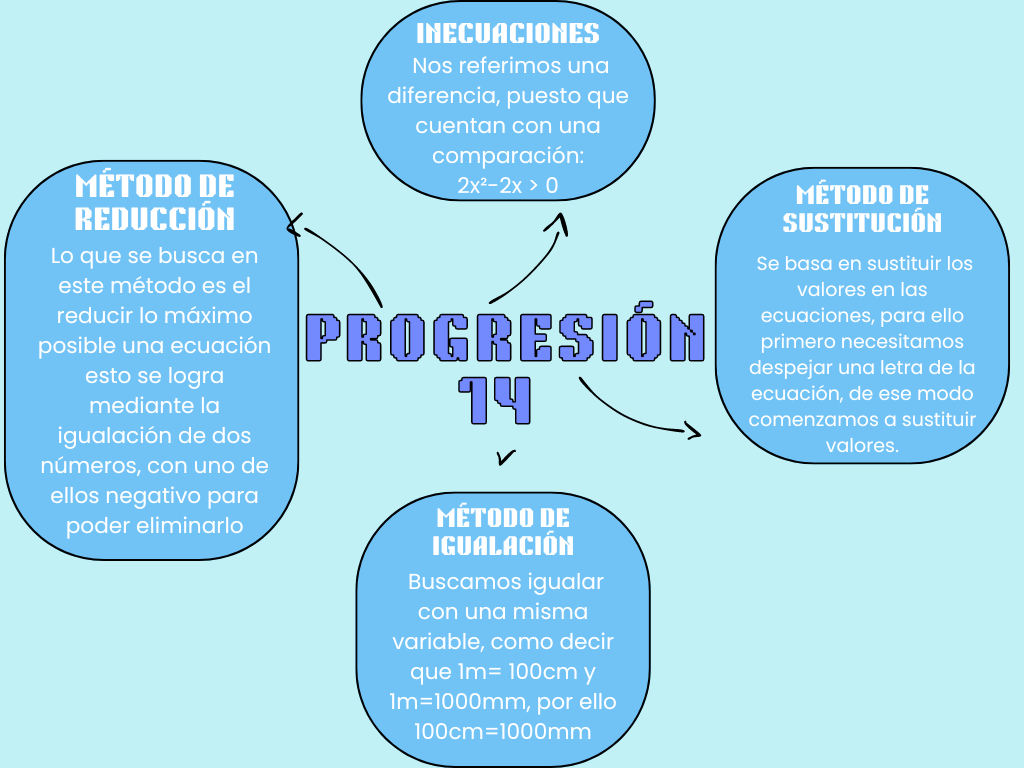 INECUACIONES
Nos referimos una
diferencia, puesto que
cuentan con una
comparación:
2x²-2x > 0
MÉTODO DE
REDUCCIÓN
Lo que se busca en
este método es el
reducir lo máximo
posible una ecuación
esto se logra
mediante la
igualación de dos
números, con uno de
ellos negativo para
poder eliminarlo
PROGRESIÓN
14
MÉTODO DE
SUSTITUCIÓN
Se basa en sustituir los
valores en las
ecuaciones, para ello
primero necesitamos
despejar una letra de la
ecuación, de ese modo
comenzamos a sustituir
valores.
MÉTODO DE
IGUALACIÓN
Buscamos igualar
con una misma
variable, como decir
que 1m= 100cm y
1m=1000mm, por ello
100cm=1000mm